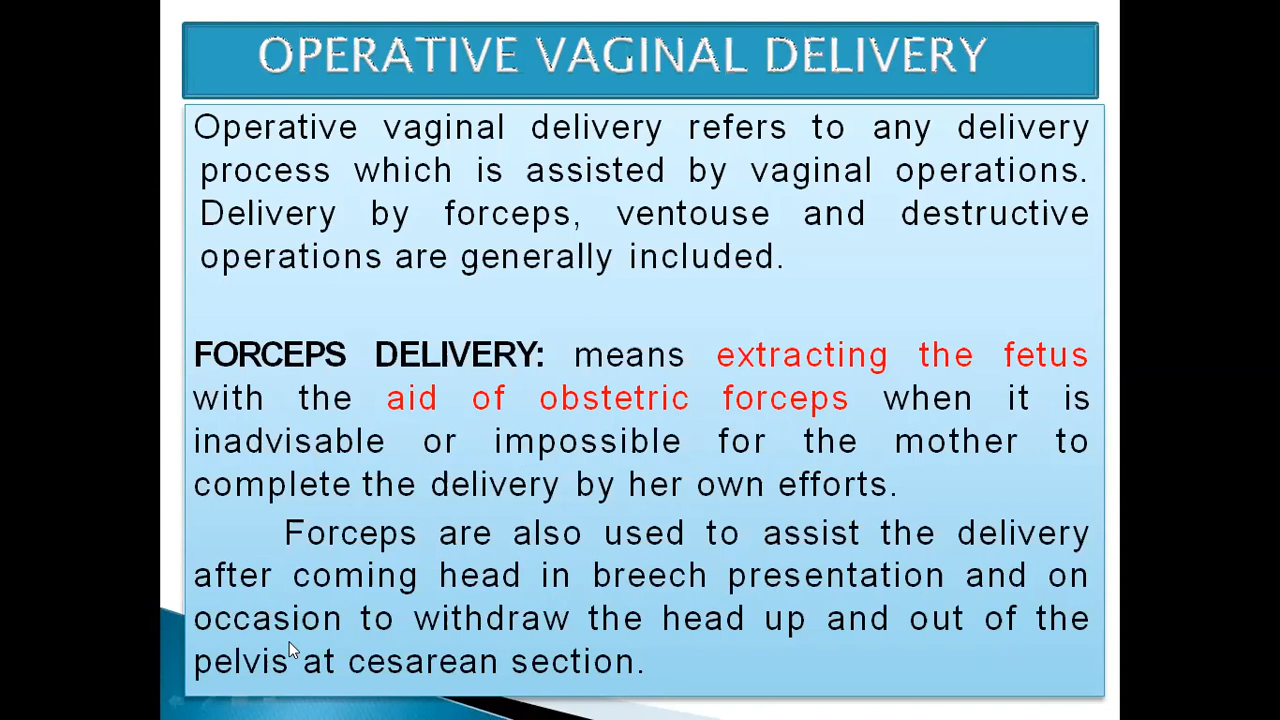 OPERATIVE VAGINAL DELIVERY
Operative vaginal delivery refers to any delivery
process which is assisted by vaginal operations.
Delivery by forceps, ventouse and destructive
operations are generally included.
FORCEPS DELIVERY: means extracting the fetus
with the aid of obstetric forceps when it is
inadvisable or impossible for the mother to
complete the delivery by her own efforts.
Forceps are also used to assist the delivery
after coming head in breech presentation and on
occasion to withdraw the head up and out of the
pelvis at cesarean section.